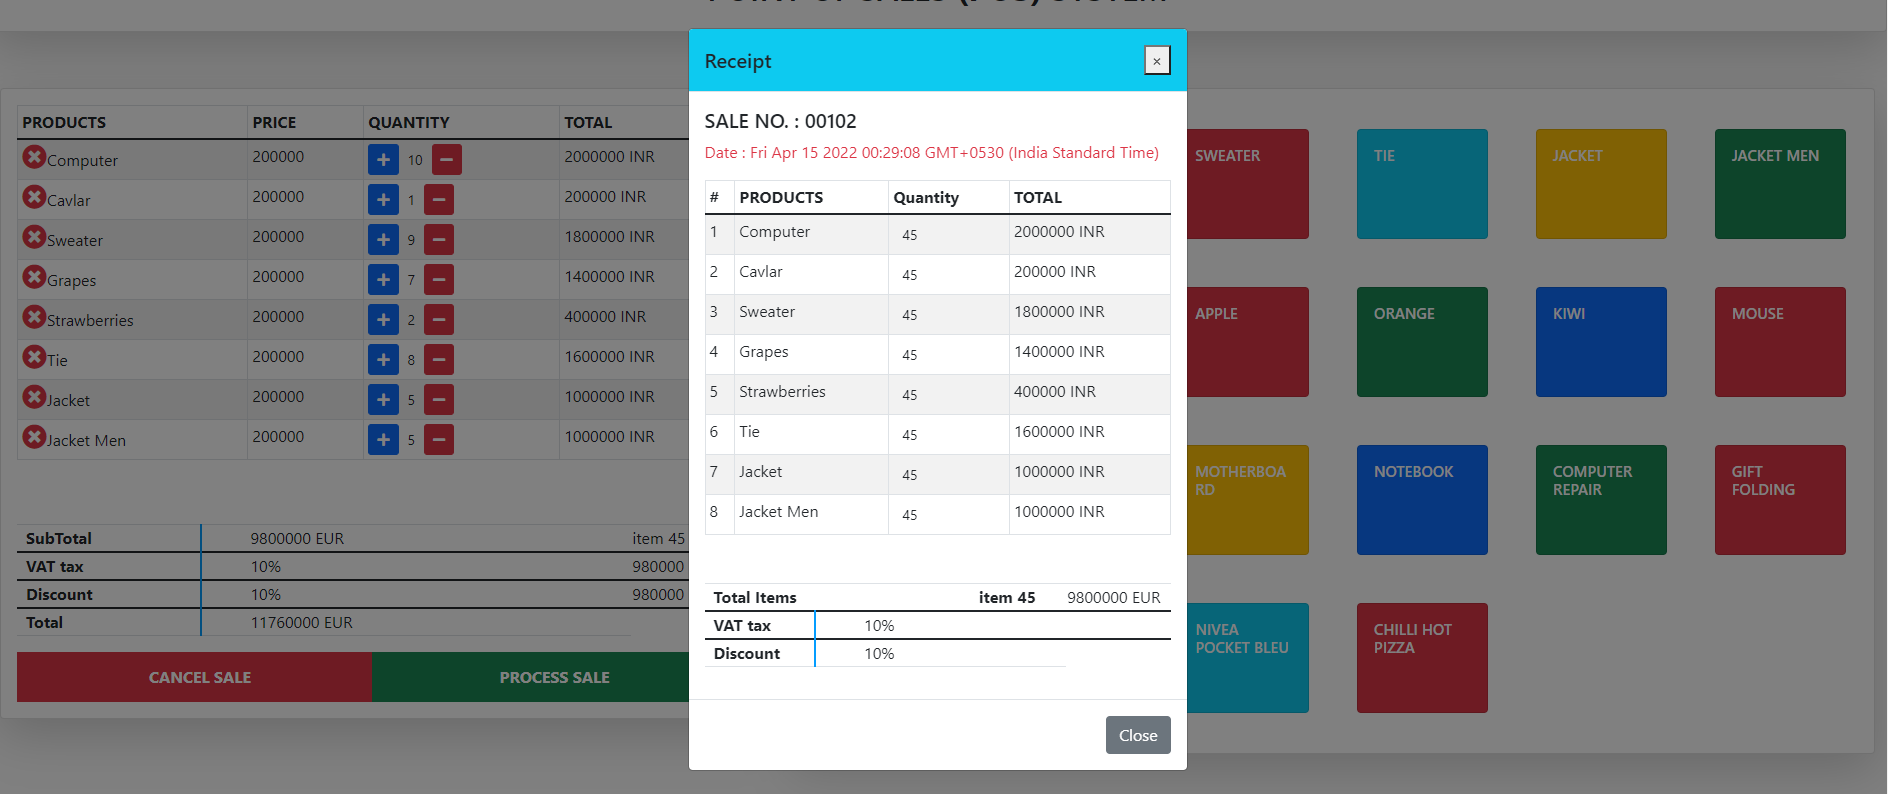 Receipt
×
SALE NO. : 00102
Date : Fri Apr 15 2022 00:29:08 GMT+0530 (India Standard Time)
# PRODUCTS Quantity TOTAL
1 Computer 45 2000000 INR
2 Cavlar 45 200000 INR
3 Sweater 45 1800000 INR
4 Grapes 45 1400000 INR
5 Strawberries 45 400000 INR
6 Tie 45 1600000 INR
7 Jacket 45 1000000 INR
8 Jacket Men 45 1000000 INR
Total Items item 45 9800000 EUR
VAT tax 10%
Discount 10%
Close
PRODUCTS PRICE QUANTITY TOTAL
Computer 200000 + 10 − 2000000 INR
Cavlar 200000 + 1 − 200000 INR
Sweater 200000 + 9 − 1800000 INR
Grapes 200000 + 7 − 1400000 INR
Strawberries 200000 + 2 − 400000 INR
Tie 200000 + 8 − 1600000 INR
Jacket 200000 + 5 − 1000000 INR
Jacket Men 200000 + 5 − 1000000 INR
SubTotal 9800000 EUR item 45
VAT tax 10% 980000
Discount 10% 980000
Total 11760000 EUR
CANCEL SALE PROCESS SALE
SWEATER TIE JACKET JACKET MEN
APPLE ORANGE KIWI MOUSE
MOTHERBOA
RD
NOTEBOOK
COMPUTER
REPAIR
GIFT
FOLDING
NIVEA
POCKET BLEU
CHILLI HOT
PIZZA